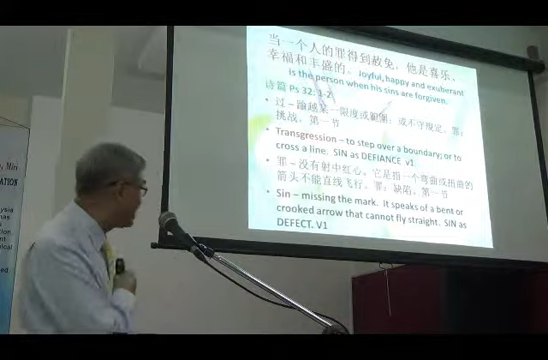 当一个人的罪得到赦免，他是喜乐、
幸福和丰盛的。Joyful, happy and exuberant
is the person when his sins are forgiven.
诗篇 Ps 32: 1-2
• 过 – 逾越某一限度或範圍；或不守規定。罪：
挑战。第一节
• Transgression – to step over a boundary; or to
cross a line. SIN as DEFIANCE v1
• 罪 – 没有射中红心。它是指一个弯曲或扭曲的
箭头不能直线飞行。罪：缺陷。第一节
• Sin – missing the mark. It speaks of a bent or
crooked arrow that cannot fly straight. SIN as
DEFECT. V1
Min
ATION